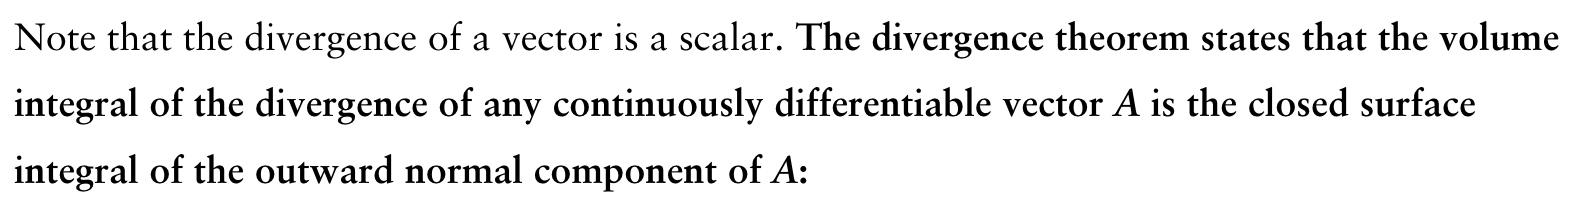 Note that the divergence of a vector is a scalar. The divergence theorem states that the volume
integral of the divergence of any continuously differentiable vector A is the closed surface
integral of the outward normal component of A: